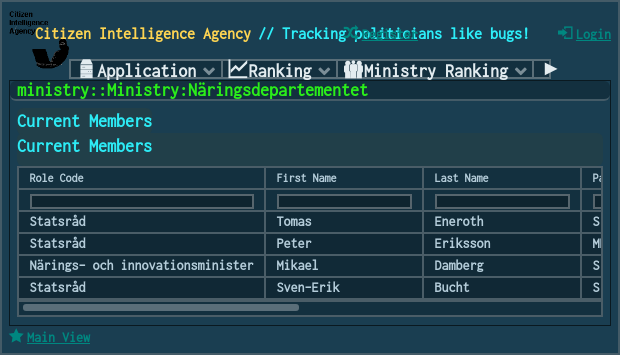 Citizen
Intelligence
Agency
Citizen Intelligence Agency // Tracking politicians like bugs!
Login
Application Ranking Ministry Ranking
ministry::Ministry:Näringsdepartementet
Current Members
Current Members
Role Code First Name Last Name
Statsråd Tomas Eneroth S
Statsråd Peter Eriksson
Närings- och innovationsminister Mikael Damberg S
Statsråd Sven-Erik Bucht S
Main View